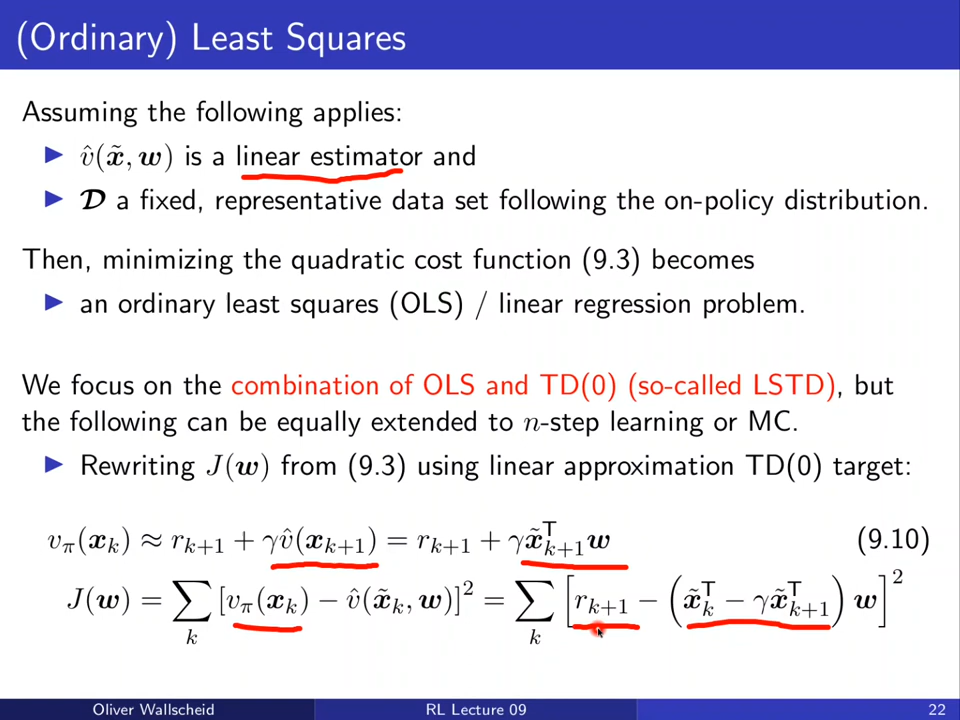 (Ordinary) Least Squares
Assuming the following applies:
▶ v̂(x̃, w) is a linear estimator and
▶ 𝓓 a fixed, representative data set following the on-policy distribution.
Then, minimizing the quadratic cost function (9.3) becomes
▶ an ordinary least squares (OLS) / linear regression problem.
We focus on the combination of OLS and TD(0) (so-called LSTD), but
the following can be equally extended to n-step learning or MC.
▶ Rewriting J(w) from (9.3) using linear approximation TD(0) target:
v_π(x_k) ≈ r_{k+1} + γv̂(x_{k+1}) = r_{k+1} + γx̃ᵀ_{k+1}w (9.10)
J(w) = ∑_k [v_π(x_k) − v̂(x̃_k, w)]² = ∑_k [r_{k+1} − (x̃ᵀ_k − γx̃ᵀ_{k+1}) w]²
Oliver Wallscheid RL Lecture 09 22